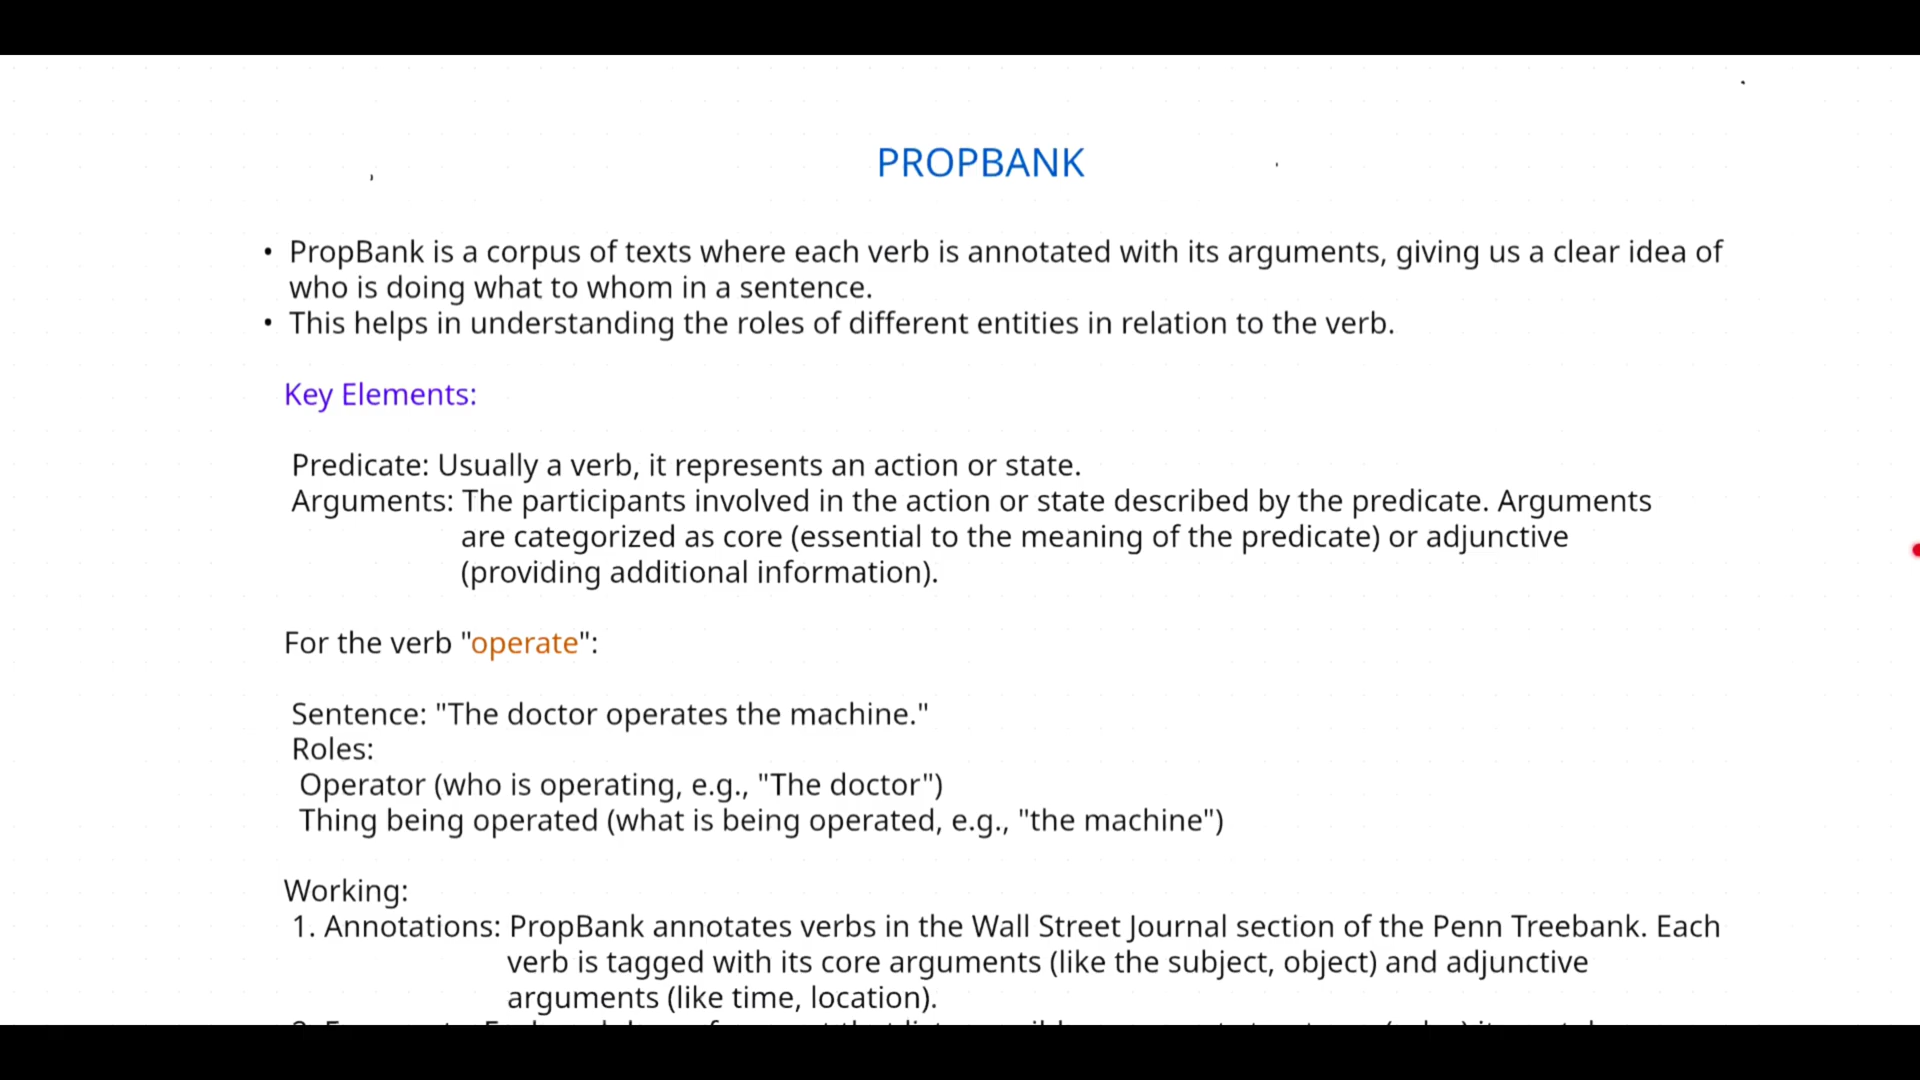 PROPBANK
• PropBank is a corpus of texts where each verb is annotated with its arguments, giving us a clear idea of
who is doing what to whom in a sentence.
• This helps in understanding the roles of different entities in relation to the verb.
Key Elements:
Predicate: Usually a verb, it represents an action or state.
Arguments: The participants involved in the action or state described by the predicate. Arguments
are categorized as core (essential to the meaning of the predicate) or adjunctive
(providing additional information).
For the verb "operate":
Sentence: "The doctor operates the machine."
Roles:
Operator (who is operating, e.g., "The doctor")
Thing being operated (what is being operated, e.g., "the machine")
Working:
1. Annotations: PropBank annotates verbs in the Wall Street Journal section of the Penn Treebank. Each
verb is tagged with its core arguments (like the subject, object) and adjunctive
arguments (like time, location).